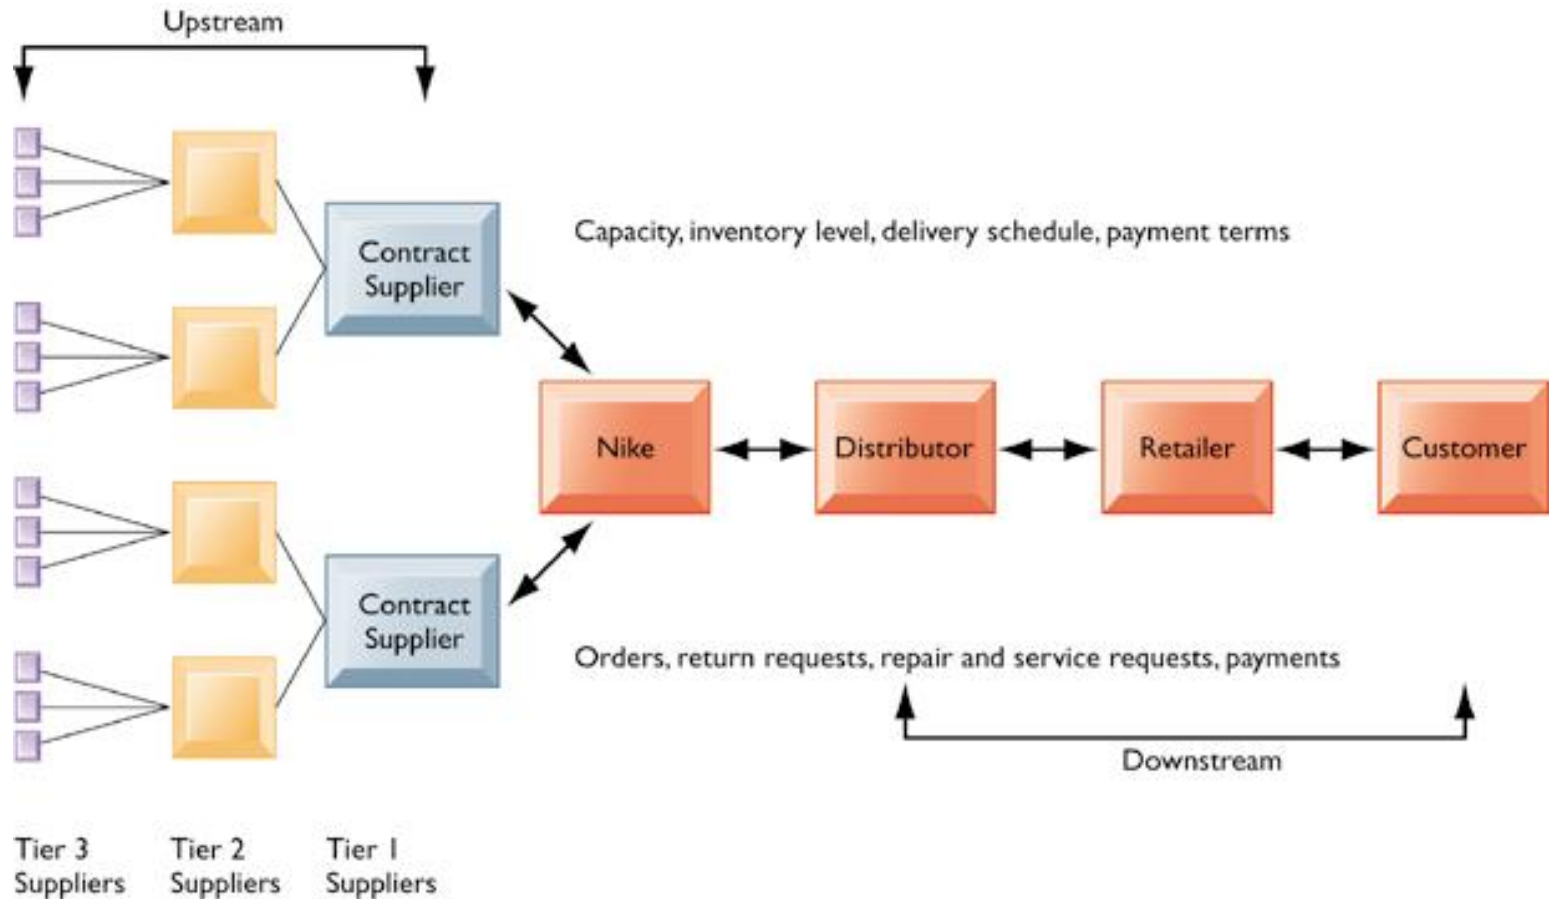 Upstream
Contract
Supplier
Capacity, inventory level, delivery schedule, payment terms
Nike
Distributor
Retailer
Customer
Contract
Supplier
Orders, return requests, repair and service requests, payments
Downstream
Tier 3
Suppliers
Tier 2
Suppliers
Tier 1
Suppliers